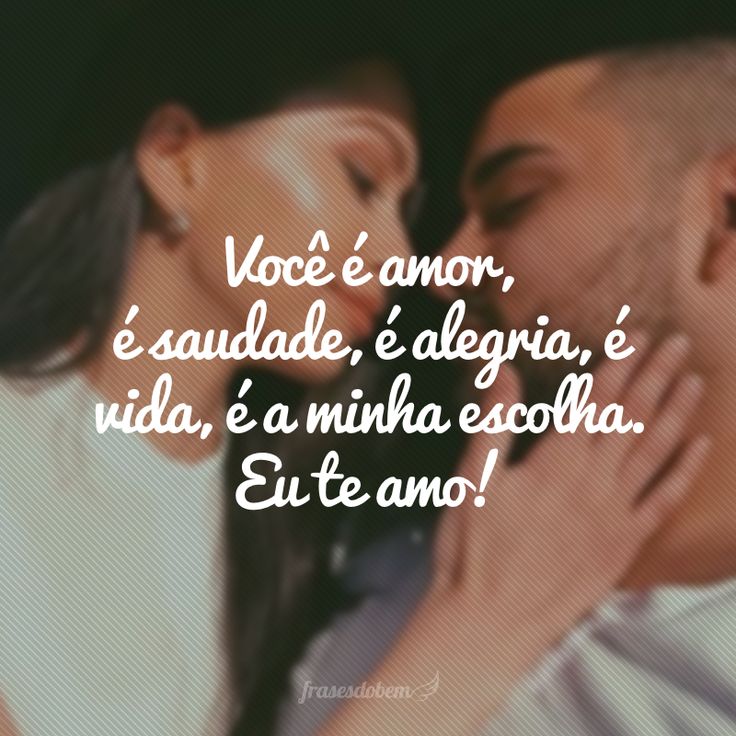 Você é amor,
é saudade, é alegria, é
vida, é a minha escolha.
Eu te amo!
frasesdobem